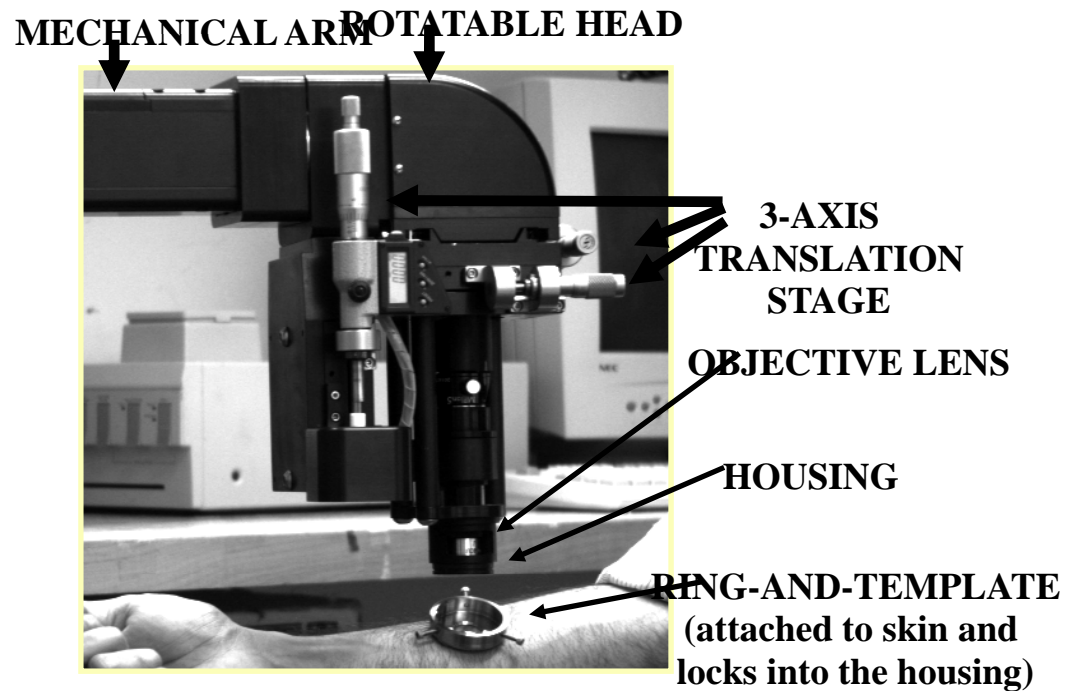 MECHANICAL ARM
ROTATABLE HEAD
3-AXIS
TRANSLATION
STAGE
OBJECTIVE LENS
HOUSING
RING-AND-TEMPLATE
(attached to skin and
locks into the housing)
NEC